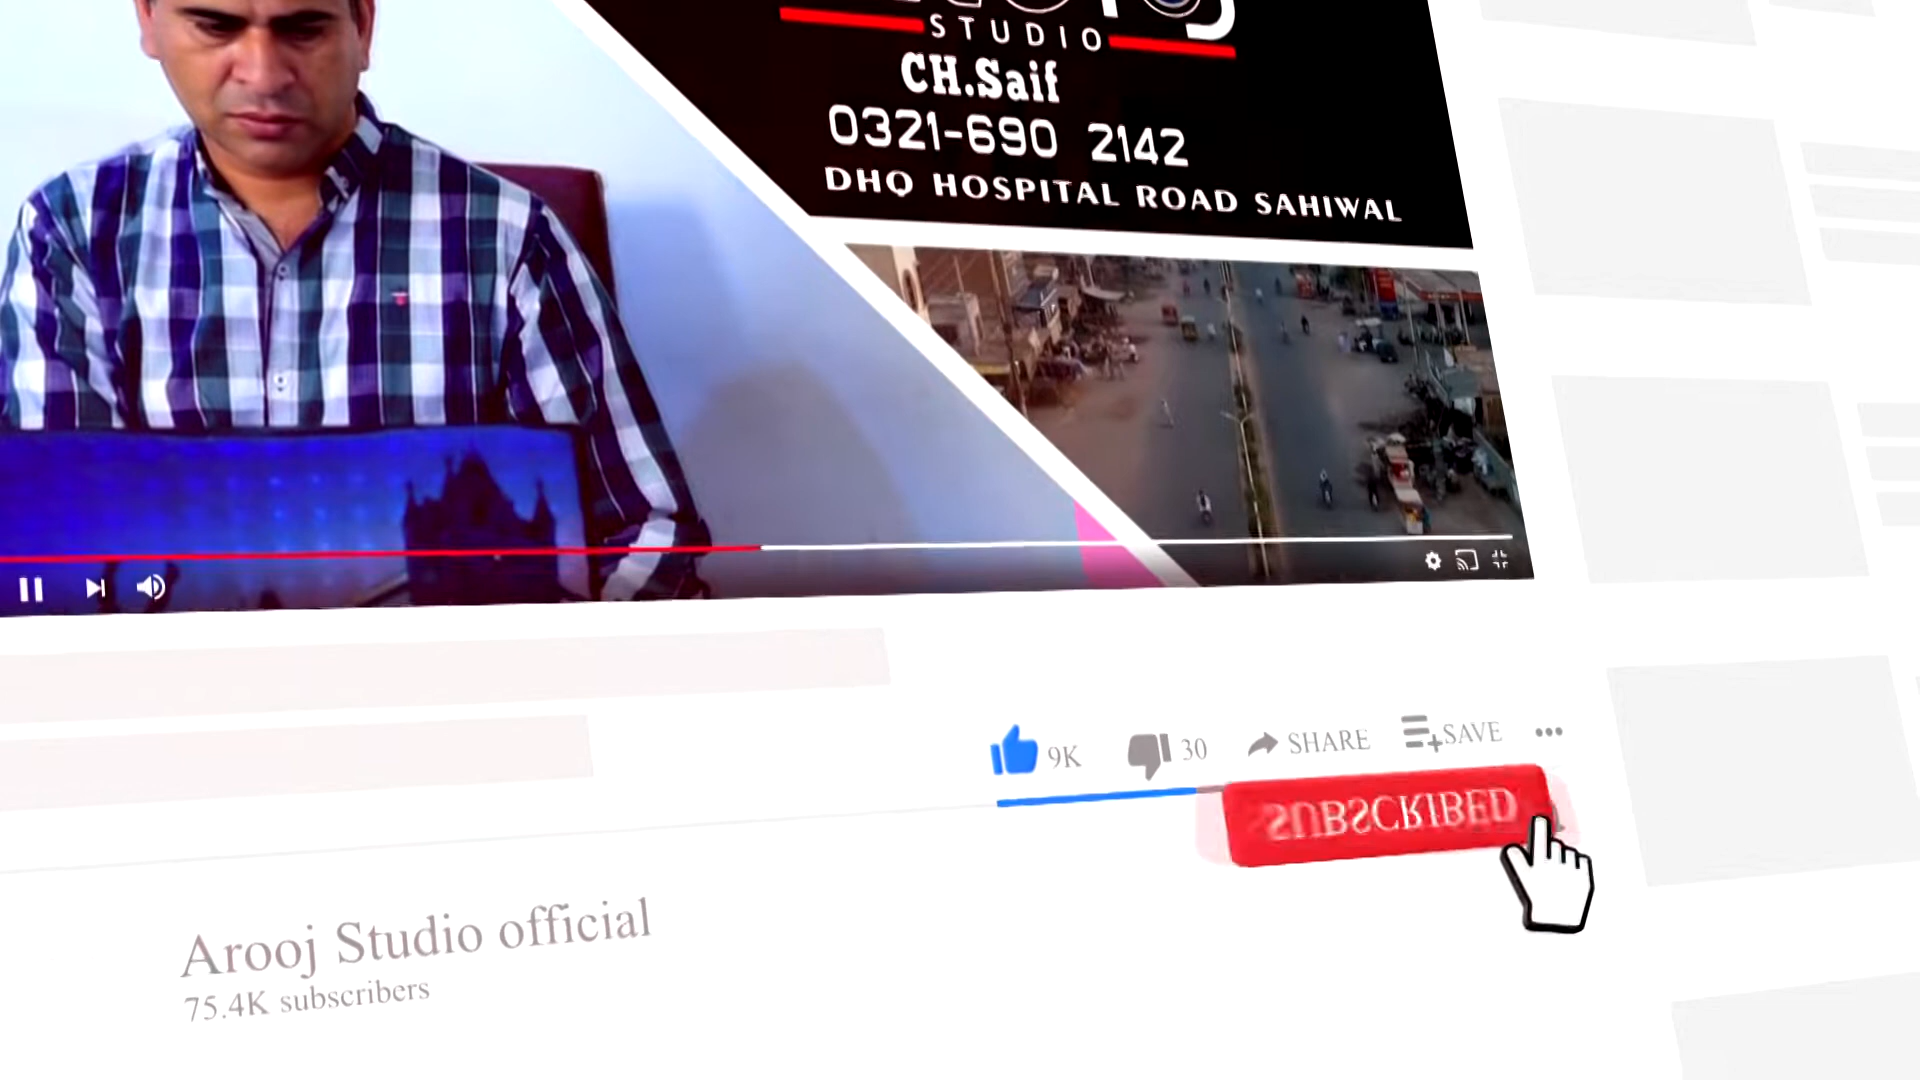 STUDIO
CH.Saif
0321-690 2142
DHQ HOSPITAL ROAD SAHIWAL
9K
30
SHARE
SAVE
SUBSCRIBED
Arooj Studio official
75.4K subscribers